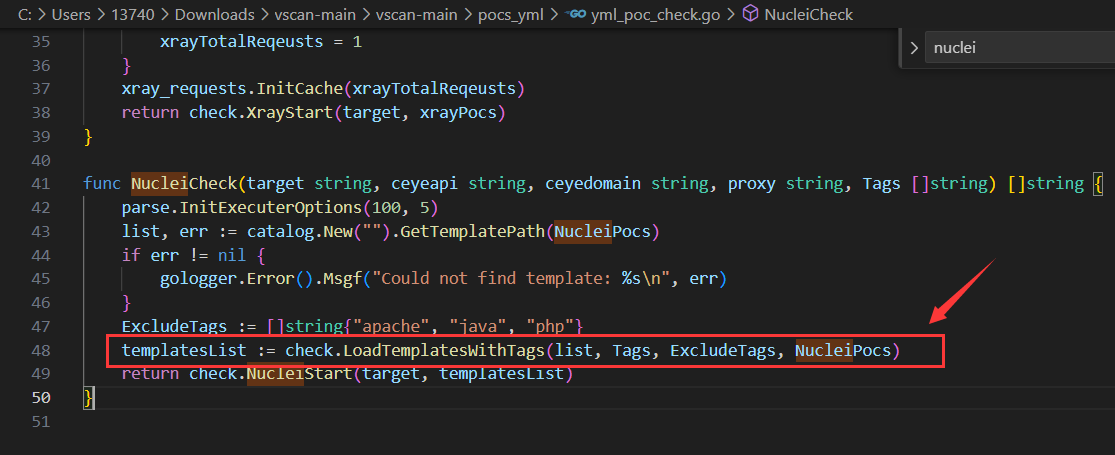 C: > Users > 13740 > Downloads > vscan-main > vscan-main > pocs_yml > yml_poc_check.go > NucleiCheck
nuclei
35 xrayTotalReqeusts = 1
36 }
37 xray_requests.InitCache(xrayTotalReqeusts)
38 return check.XrayStart(target, xrayPocs)
39 }
40
41 func NucleiCheck(target string, ceyeapi string, ceyedomain string, proxy string, Tags []string) []string {
42 parse.InitExecuterOptions(100, 5)
43 list, err := catalog.New("").GetTemplatePath(NucleiPocs)
44 if err != nil {
45 gologger.Error().Msgf("Could not find template: %s\n", err)
46 }
47 ExcludeTags := []string{"apache", "java", "php"}
48 templatesList := check.LoadTemplatesWithTags(list, Tags, ExcludeTags, NucleiPocs)
49 return check.NucleiStart(target, templatesList)
50 }
51